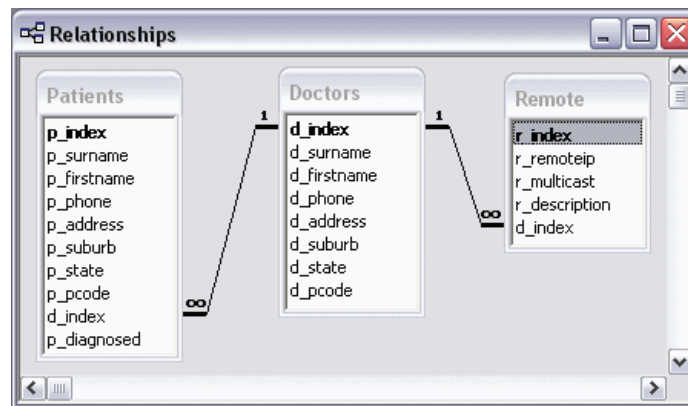 Relationships
Patients
p_index
p_surname
p_firstname
p_phone
p_address
p_suburb
p_state
p_pcode
d_index
p_diagnosed
∞
1
Doctors
d_index
d_surname
d_firstname
d_phone
d_address
d_suburb
d_state
d_pcode
1
∞
Remote
r_index
r_remoteip
r_multicast
r_description
d_index